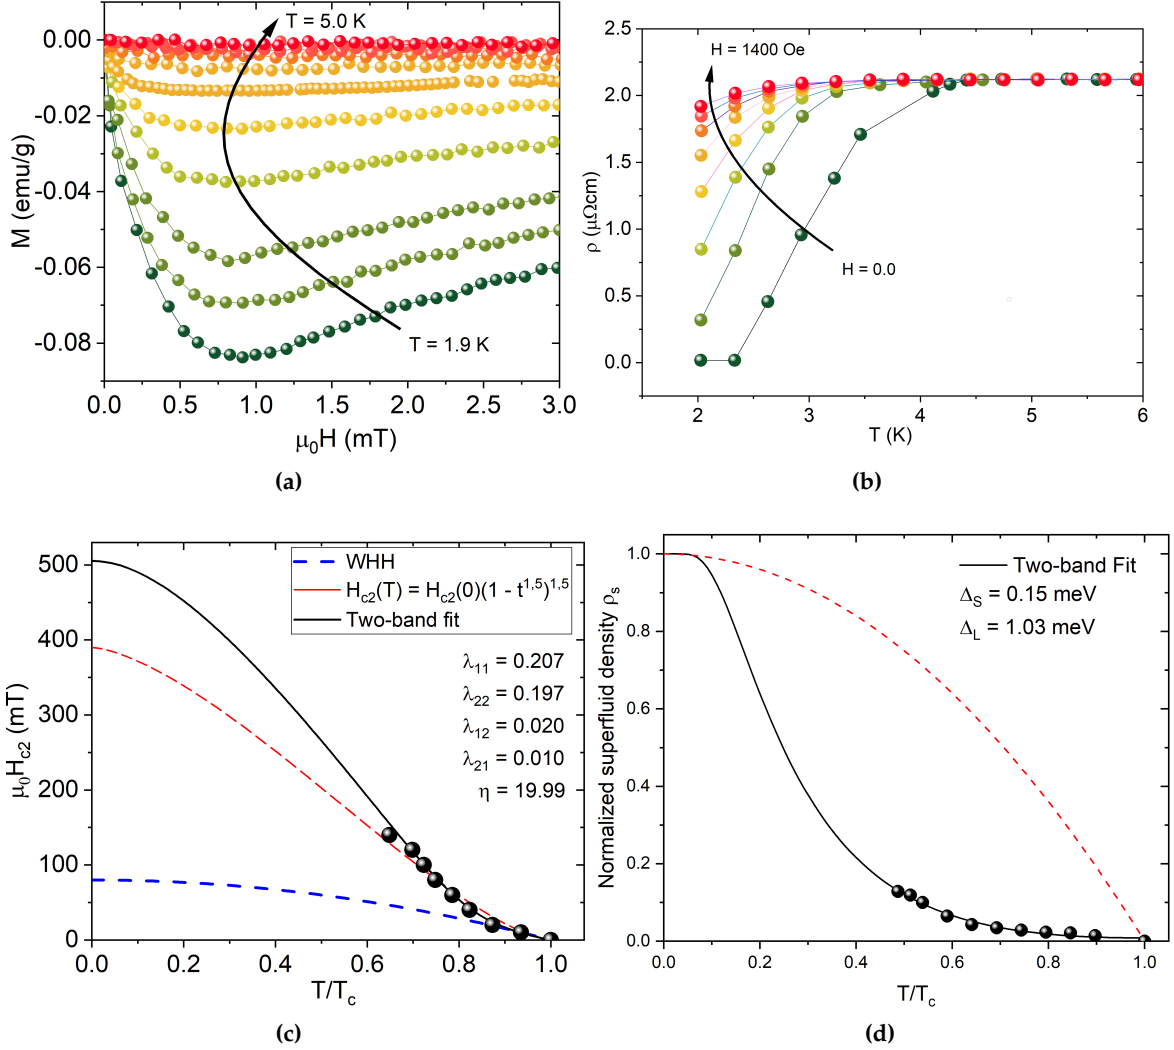 T = 5.0 K
0.00
-0.02
-0.04
-0.06
-0.08
M (emu/g)
T = 1.9 K
0.0 0.5 1.0 1.5 2.0 2.5 3.0
μ0H (mT)
(a)
2.5
2.0
1.5
1.0
0.5
0.0
ρ (μΩcm)
H = 1400 Oe
H = 0.0
2 3 4 5 6
T (K)
(b)
500
400
300
200
100
0
μ0Hc2 (mT)
WHH
Hc2(T) = Hc2(0)(1 - t^1,5)^1,5
Two-band fit
λ11 = 0.207
λ22 = 0.197
λ12 = 0.020
λ21 = 0.010
η = 19.99
0.0 0.2 0.4 0.6 0.8 1.0
T/Tc
(c)
1.0
0.8
0.6
0.4
0.2
0.0
Normalized superfluid density ρs
Two-band Fit
ΔS = 0.15 meV
ΔL = 1.03 meV
0.0 0.2 0.4 0.6 0.8 1.0
T/Tc
(d)